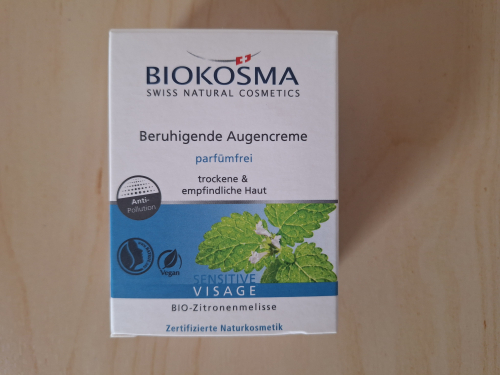 BIOKOSMA
SWISS NATURAL COSMETICS
Beruhigende Augencreme
parfümfrei
trockene &
empfindliche Haut
Anti-
Pollution
Vegan
SENSITIVE
VISAGE
BIO-Zitronenmelisse
Zertifizierte Naturkosmetik